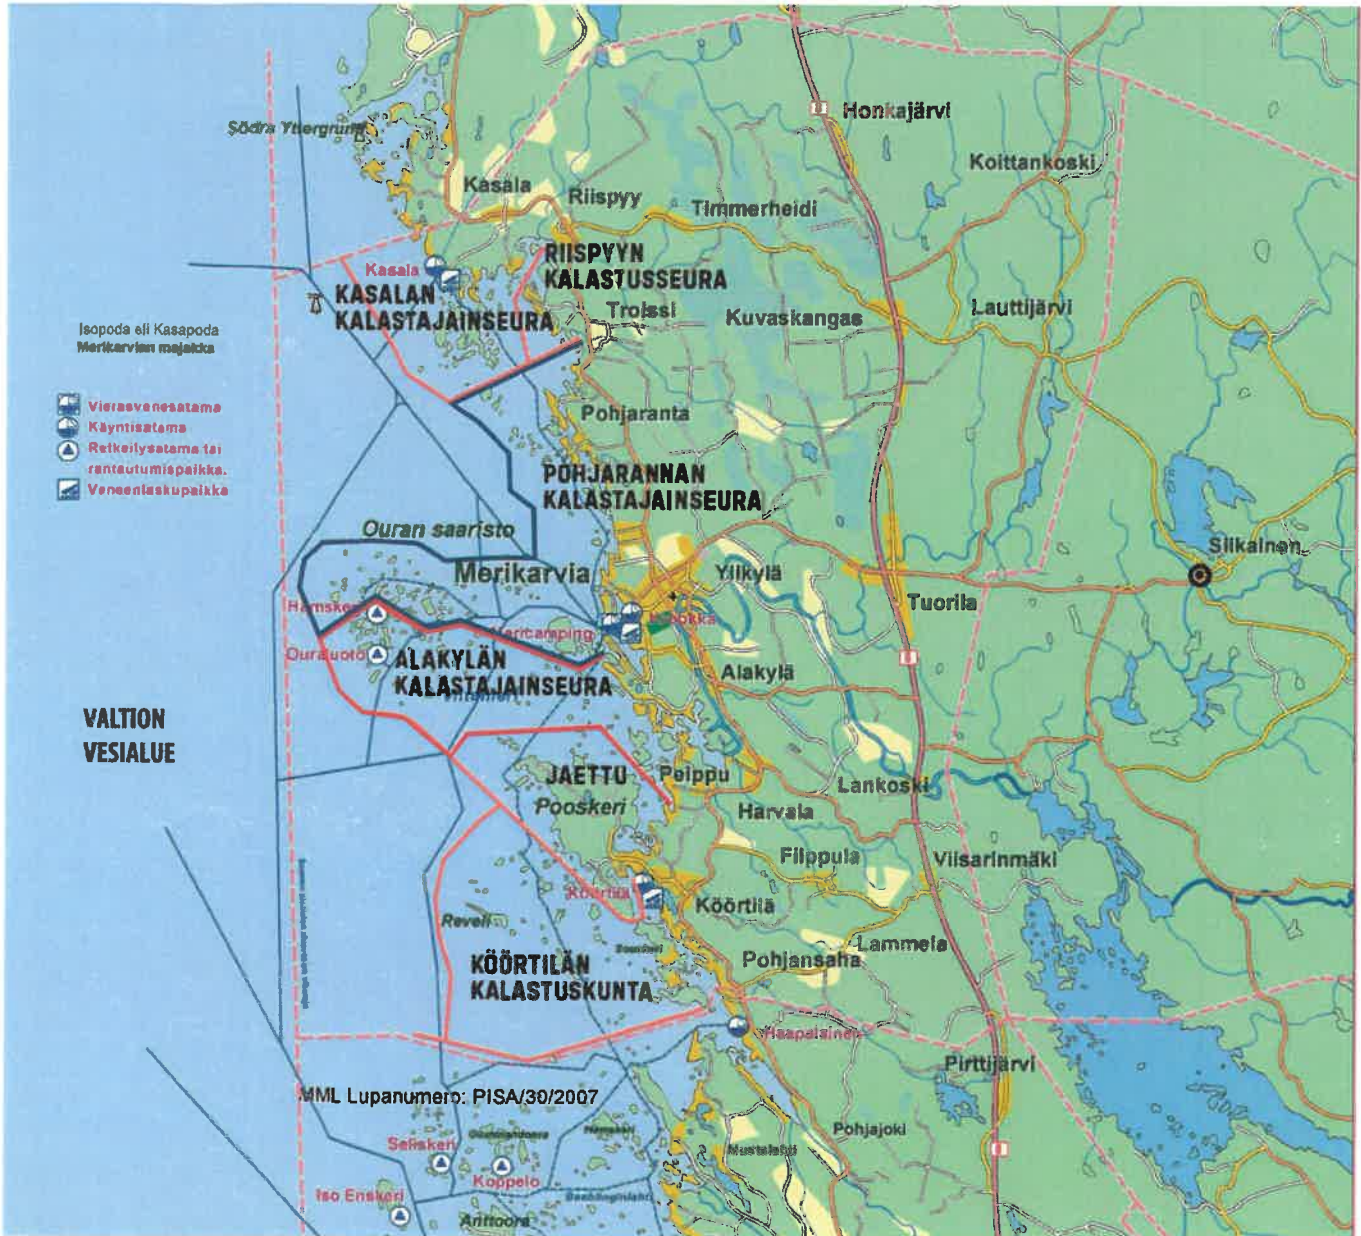 Honkajärvi
Södra Yttergrund
Koittankoski
Kasala
Riispyy
Timmerheidi
RIISPYYN
KALASTUSSEURA
Kasala
KASALAN
KALASTAJAINSEURA
Troissi
Kuvaskangas
Lauttijärvi
Isopoda eli Kasapoda
Merikarvian majakka
Vierasvenesatama
Käyntisatama
Retkeilysatama tai
rantautumispaikka.
Veneenlaskupaikka
Pohjaranta
POHJARANNAN
KALASTAJAINSEURA
Ouran saaristo
Merikarvia
Ylikylä
Siikainen
Tuorila
Mericamping
Ouraluoto
ALAKYLÄN
KALASTAJAINSEURA
Alakylä
VALTION
VESIALUE
JAETTU
Pooskeri
Peippu
Lankoski
Harvala
Filppula
Viisarinmäki
Köörtilä
Köörtilä
Reveli
Lammela
Pohjansaha
KÖÖRTILÄN
KALASTUSKUNTA
Haapalainen
Pirttijärvi
MML Lupanumero: PISA/30/2007
Pohjajoki
Seliskeri
Koppelo
Iso Enskeri
Anttoora